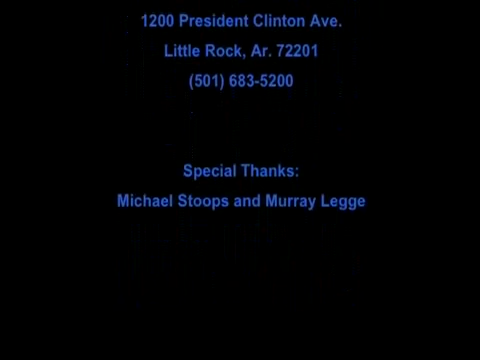 1200 President Clinton Ave.
Little Rock, Ar. 72201
(501) 683-5200
Special Thanks:
Michael Stoops and Murray Legge